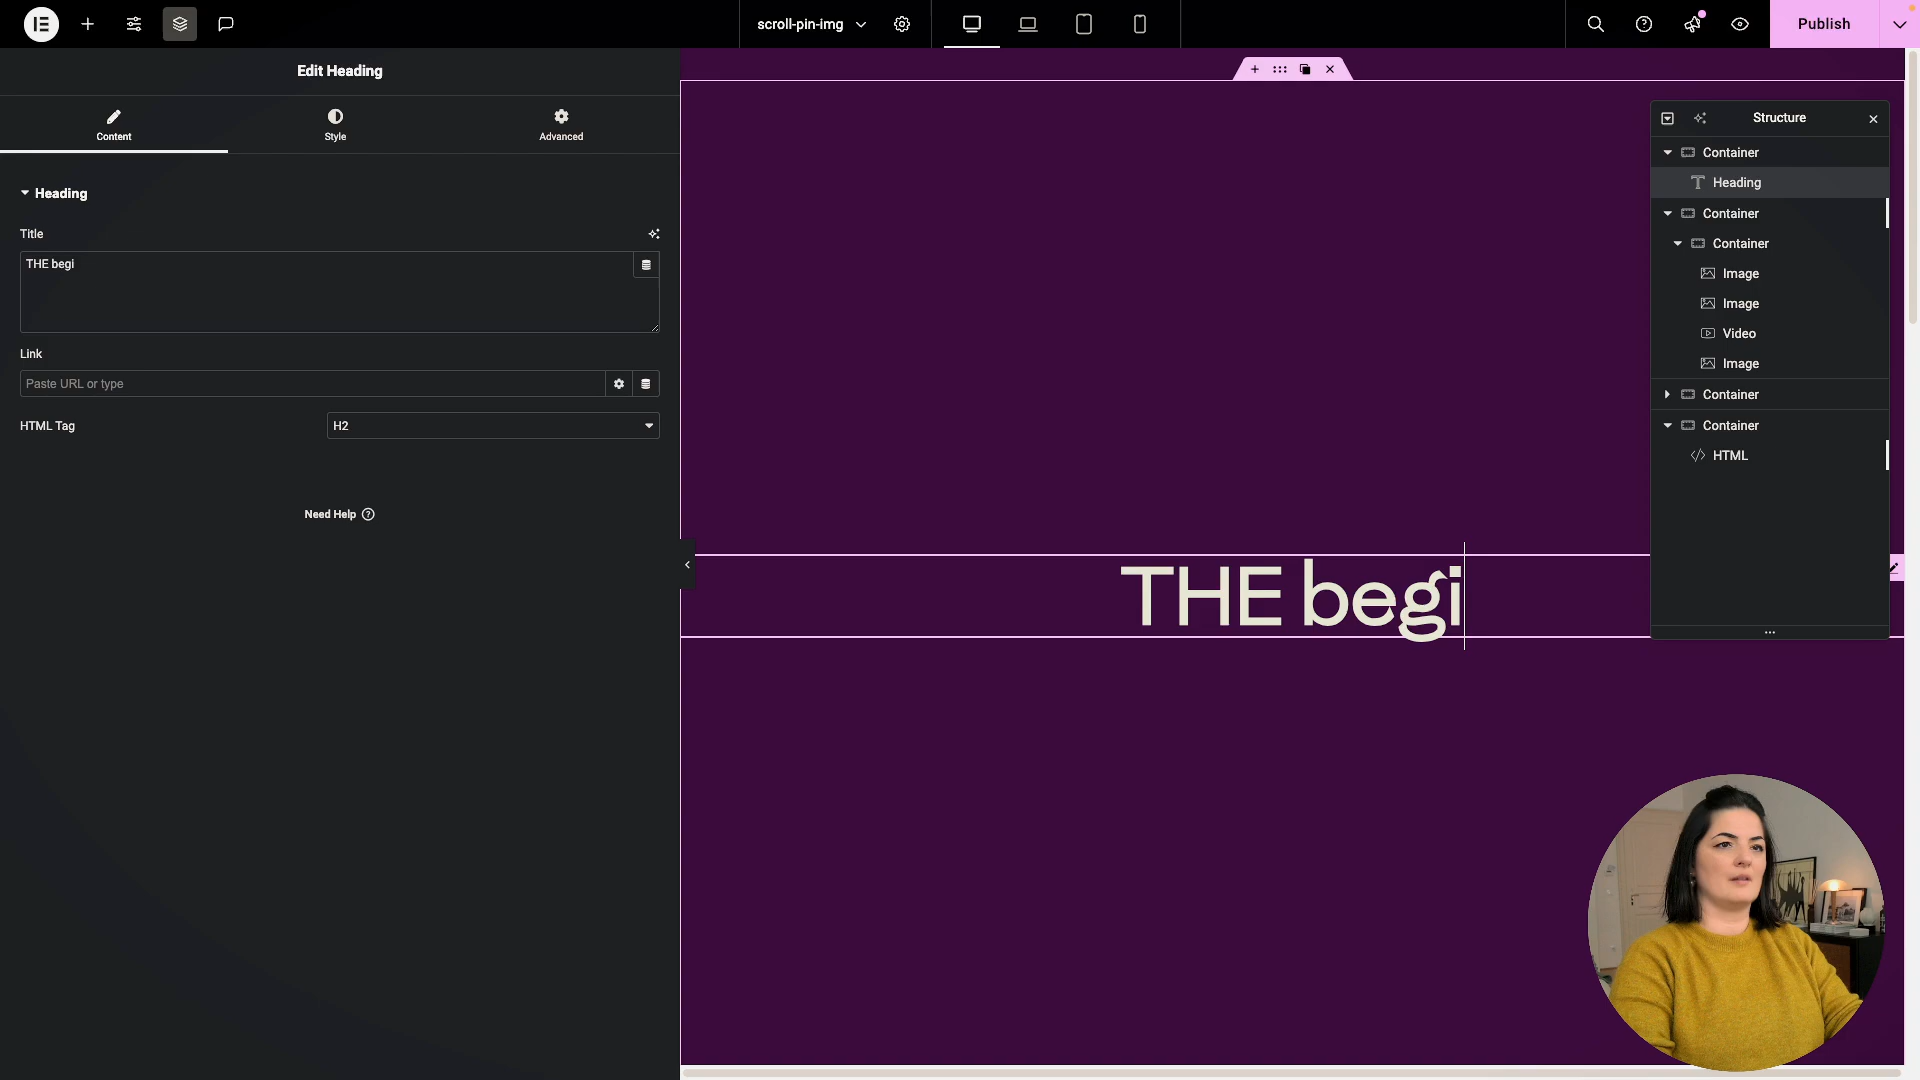 scroll-pin-img
Publish
Edit Heading
Content
Style
Advanced
Heading
Title
THE begi
Link
Paste URL or type
HTML Tag
H2
Need Help
THE begi
Structure
Container
Heading
Container
Container
Image
Image
Video
Image
Container
Container
HTML